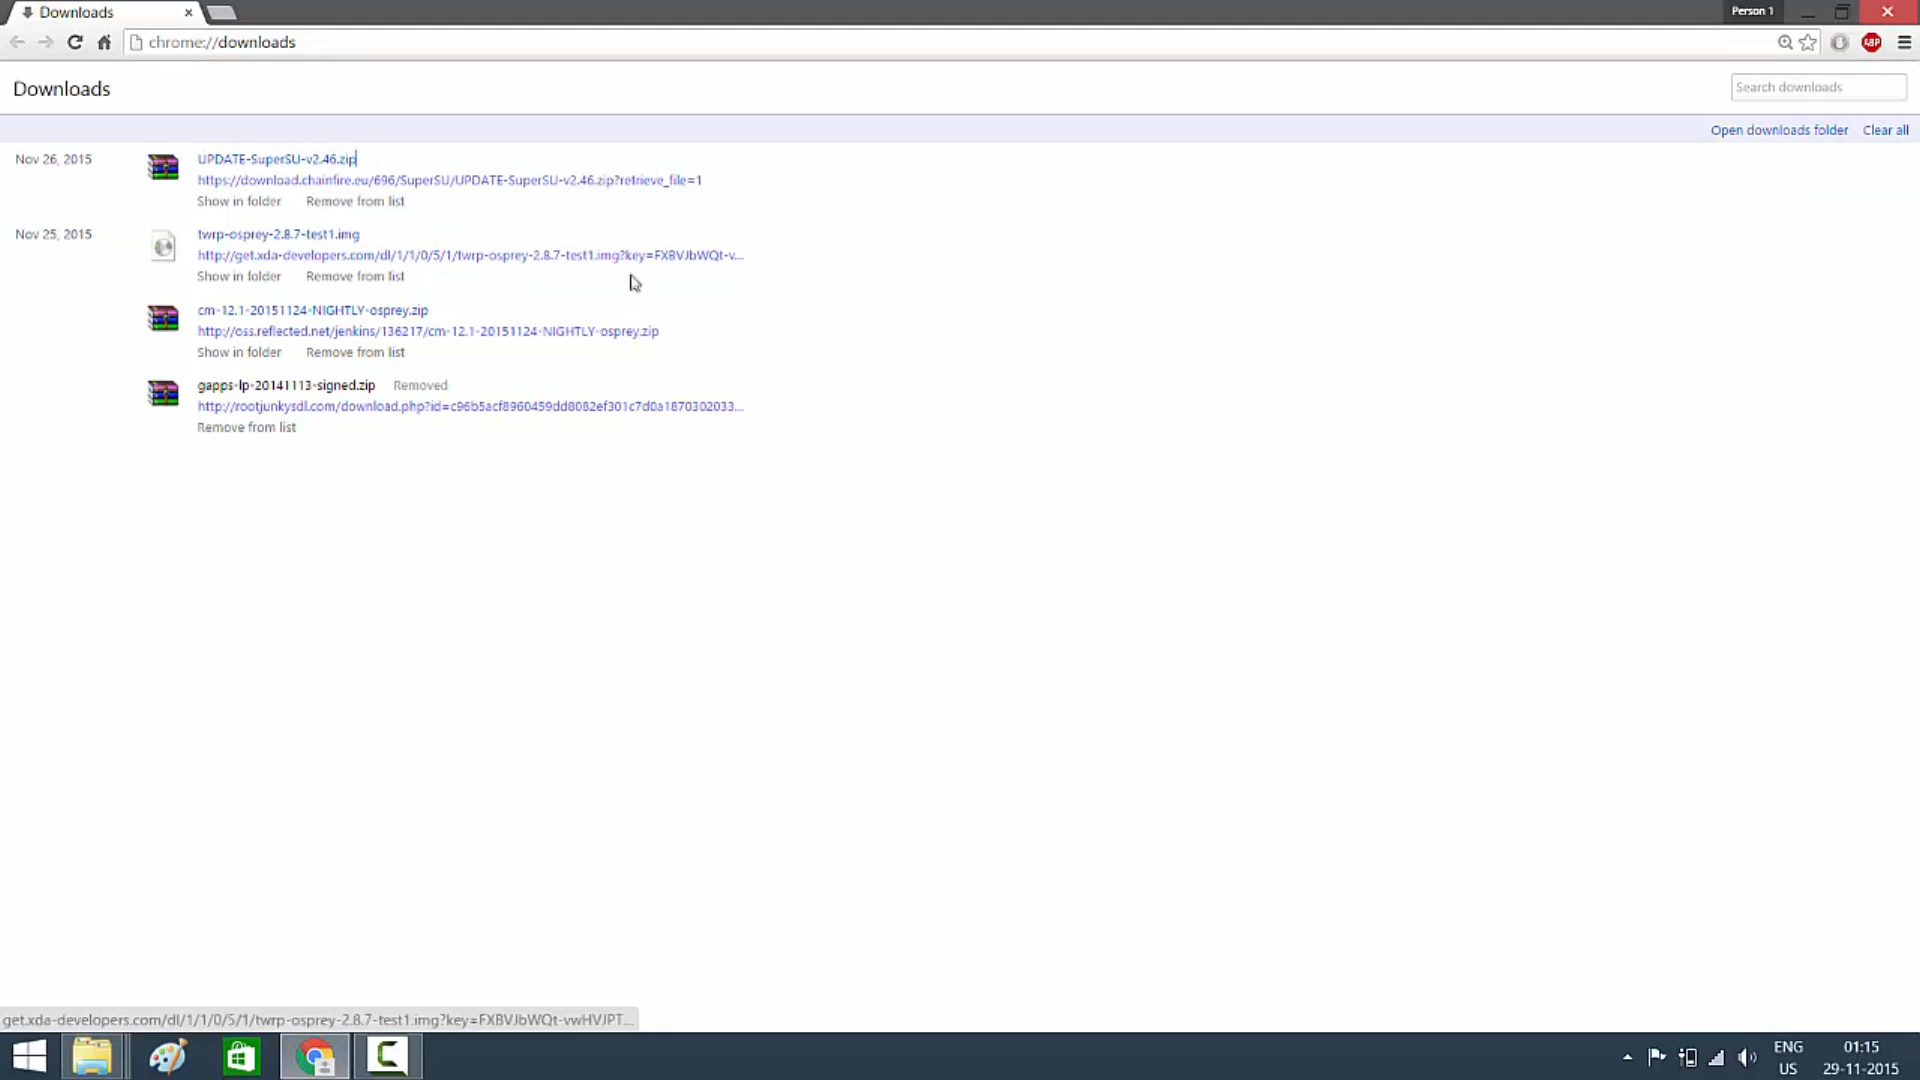 Downloads
Person 1
chrome://downloads
ABP
Downloads
Search downloads
Open downloads folder Clear all
Nov 26, 2015
UPDATE-SuperSU-v2.46.zip
https://download.chainfire.eu/696/SuperSU/UPDATE-SuperSU-v2.46.zip?retrieve_file=1
Show in folder Remove from list
Nov 25, 2015
twrp-osprey-2.8.7-test1.img
http://get.xda-developers.com/dl/1/1/0/5/1/twrp-osprey-2.8.7-test1.img?key=FXBVJbWQt-v...
Show in folder Remove from list
cm-12.1-20151124-NIGHTLY-osprey.zip
http://oss.reflected.net/jenkins/136217/cm-12.1-20151124-NIGHTLY-osprey.zip
Show in folder Remove from list
gapps-lp-20141113-signed.zip Removed
http://rootjunkysdl.com/download.php?id=c96b5acf8960459dd8082ef301c7d0a1870302033...
Remove from list
get.xda-developers.com/dl/1/1/0/5/1/twrp-osprey-2.8.7-test1.img?key=FXBVJbWQt-vwHVJPT...
ENG
US
01:15
29-11-2015